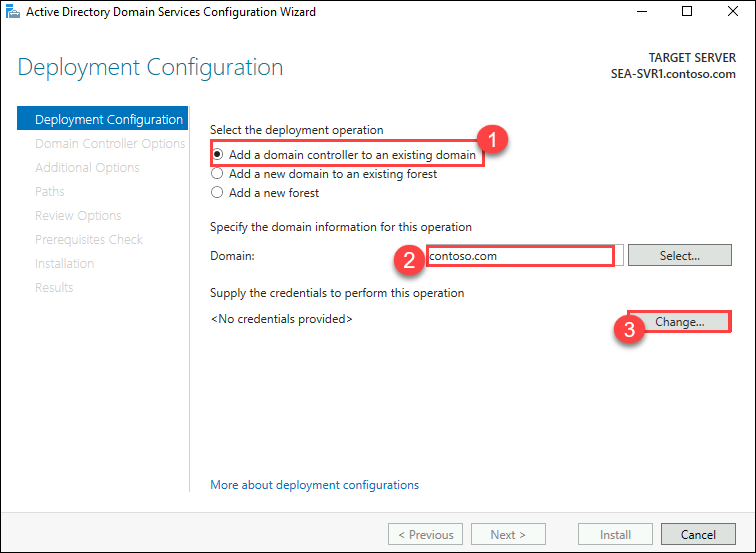 Active Directory Domain Services Configuration Wizard
Deployment Configuration
TARGET SERVER
SEA-SVR1.contoso.com
Deployment Configuration
Domain Controller Options
Additional Options
Paths
Review Options
Prerequisites Check
Installation
Results
Select the deployment operation
1
Add a domain controller to an existing domain
Add a new domain to an existing forest
Add a new forest
Specify the domain information for this operation
Domain:
2
contoso.com
Select...
Supply the credentials to perform this operation
<No credentials provided>
3
Change...
More about deployment configurations
< Previous
Next >
Install
Cancel